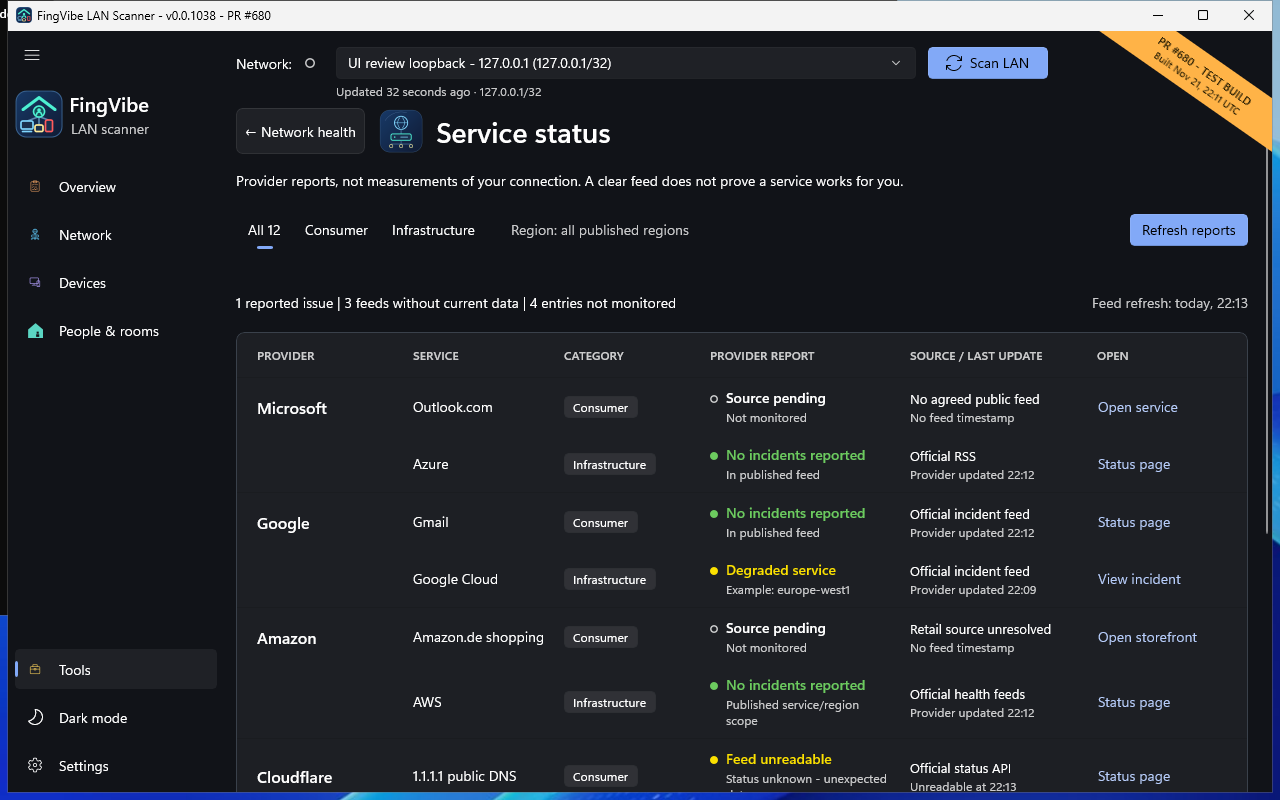 FingVibe LAN Scanner - v0.0.1038 - PR #680
Network:
UI review loopback - 127.0.0.1 (127.0.0.1/32)
Scan LAN
PR #680 - TEST BUILD
Built Nov 21, 22:11 UTC
Updated 32 seconds ago · 127.0.0.1/32
FingVibe
LAN scanner
← Network health
Service status
Overview
Network
Devices
People & rooms
Tools
Dark mode
Settings
Provider reports, not measurements of your connection. A clear feed does not prove a service works for you.
All 12
Consumer
Infrastructure
Region: all published regions
Refresh reports
1 reported issue | 3 feeds without current data | 4 entries not monitored
Feed refresh: today, 22:13
PROVIDER SERVICE CATEGORY PROVIDER REPORT SOURCE / LAST UPDATE OPEN
Microsoft Outlook.com Consumer Source pending No agreed public feed Open service
Not monitored No feed timestamp
Azure Infrastructure No incidents reported Official RSS Status page
In published feed Provider updated 22:12
Google Gmail Consumer No incidents reported Official incident feed Status page
In published feed Provider updated 22:12
Google Cloud Infrastructure Degraded service Official incident feed View incident
Example: europe-west1 Provider updated 22:09
Amazon Amazon.de shopping Consumer Source pending Retail source unresolved Open storefront
Not monitored No feed timestamp
AWS Infrastructure No incidents reported Official health feeds Status page
Published service/region Provider updated 22:12
scope
Cloudflare 1.1.1.1 public DNS Consumer Feed unreadable Official status API Status page
Status unknown - unexpected Unreadable at 22:13